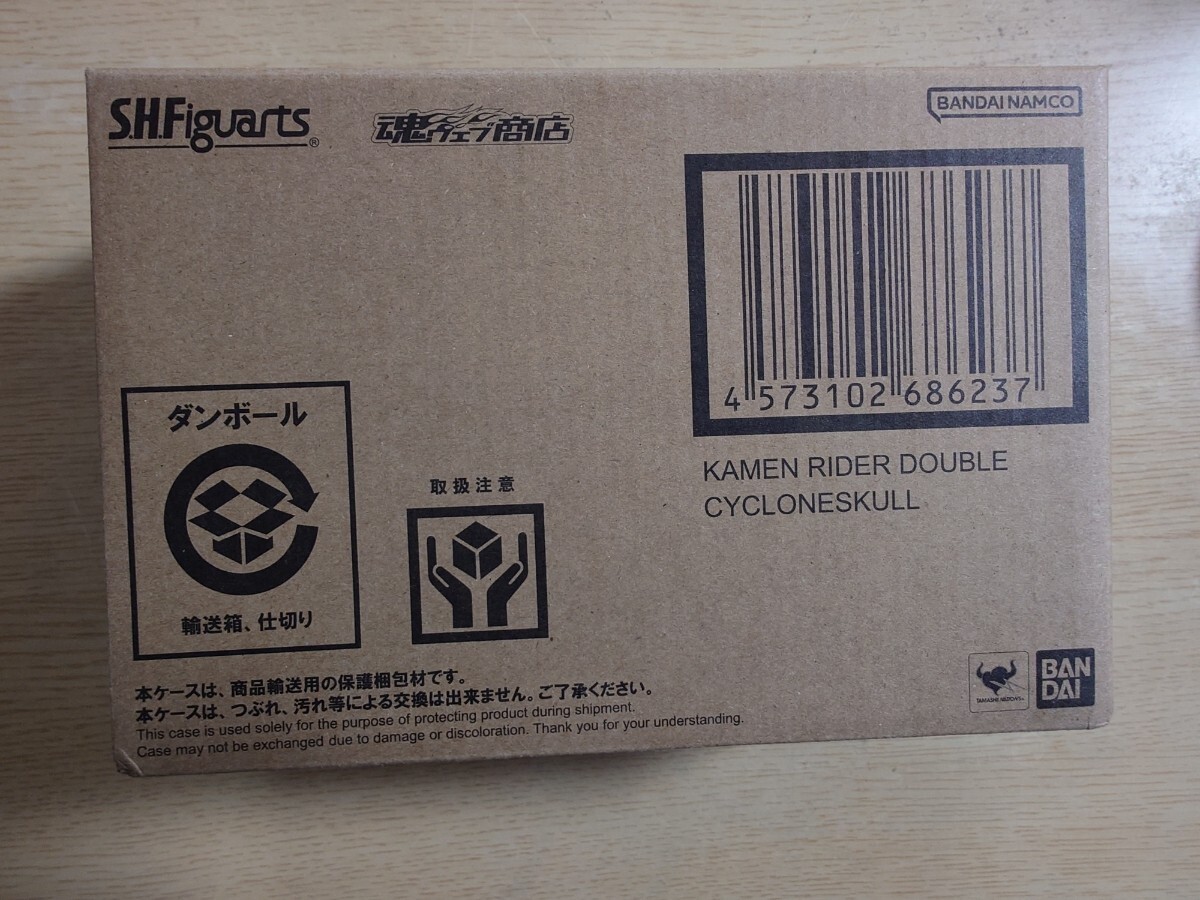 S.H.Figuarts®
魂ウェブ商店
BANDAI NAMCO
4 573102 686237
KAMEN RIDER DOUBLE
CYCLONESKULL
ダンボール
輸送箱、仕切り
取扱注意
本ケースは、商品輸送用の保護梱包材です。
本ケースは、つぶれ、汚れ等による交換は出来ません。ご了承ください。
This case is used solely for the purpose of protecting product during shipment.
Case may not be exchanged due to damage or discoloration. Thank you for your understanding.
TAMASHII NATIONS
BAN
DAI